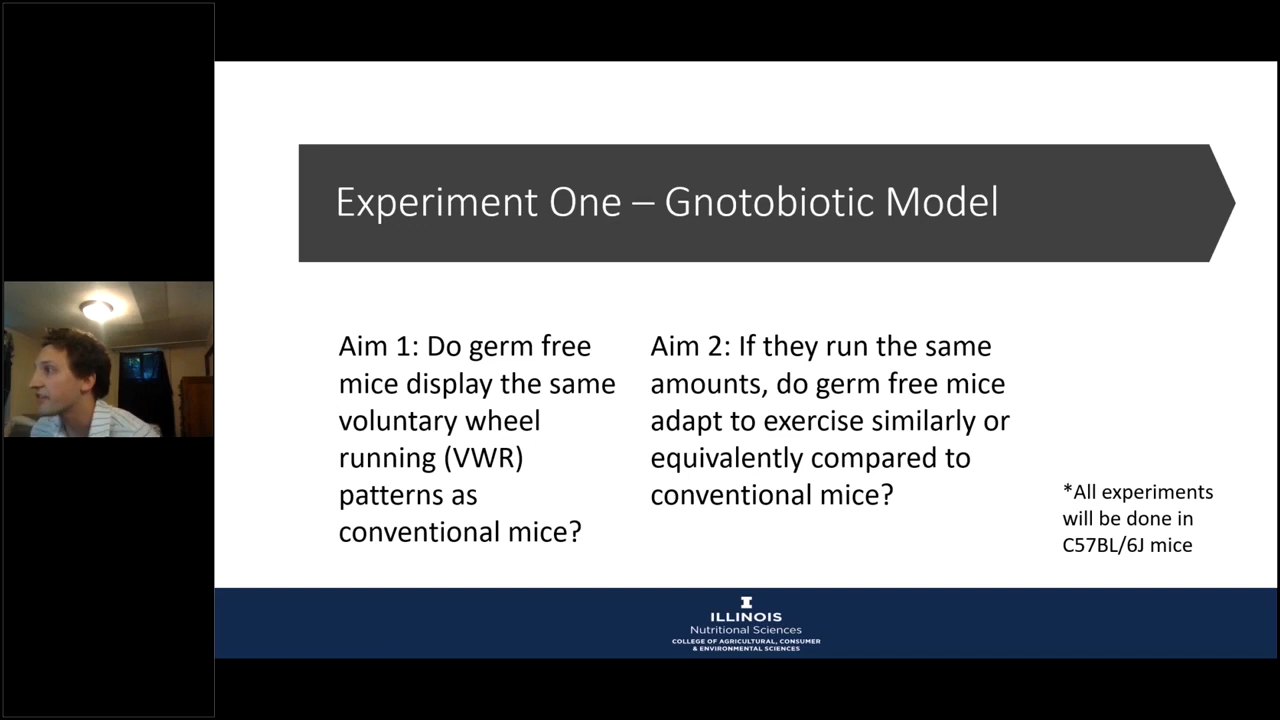 Experiment One – Gnotobiotic Model
Aim 1: Do germ free
mice display the same
voluntary wheel
running (VWR)
patterns as
conventional mice?
Aim 2: If they run the same
amounts, do germ free mice
adapt to exercise similarly or
equivalently compared to
conventional mice?
*All experiments
will be done in
C57BL/6J mice
I
ILLINOIS
Nutritional Sciences
COLLEGE OF AGRICULTURAL, CONSUMER
& ENVIRONMENTAL SCIENCES